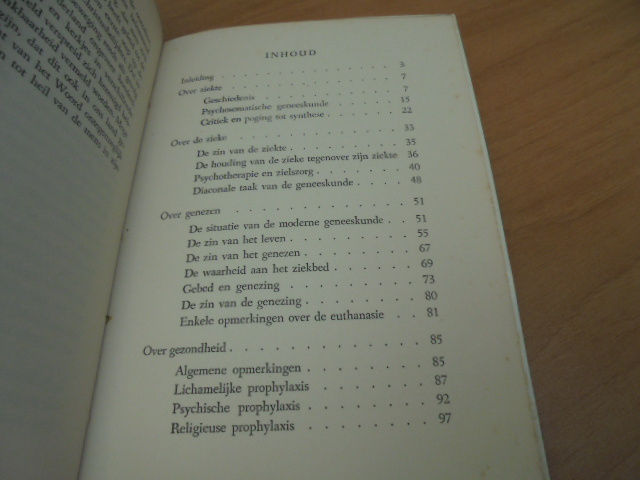 INHOUD
Inleiding . . . . . . . . . . . 3
Over ziekte . . . . . . . . . . 7
Geschiedenis . . . . . . . . . 7
Psychosomatische geneeskunde . . . . 15
Critiek en poging tot synthese . . . . . 22
Over de zieke . . . . . . . . . . 33
De zin van de ziekte . . . . . . . 35
De houding van de zieke tegenover zijn ziekte 36
Psychotherapie en zielszorg . . . . . 40
Diaconale taak van de geneeskunde . . . . 48
Over genezen . . . . . . . . . . 51
De situatie van de moderne geneeskunde . . 51
De zin van het leven . . . . . . . 55
De zin van het genezen . . . . . . 67
De waarheid aan het ziekbed . . . . . 69
Gebed en genezing . . . . . . . 73
De zin van de genezing . . . . . . 80
Enkele opmerkingen over de euthanasie . . 81
Over gezondheid . . . . . . . . . 85
Algemene opmerkingen . . . . . . 85
Lichamelijke prophylaxis . . . . . . 87
Psychische prophylaxis . . . . . . 92
Religieuse prophylaxis . . . . . . 97